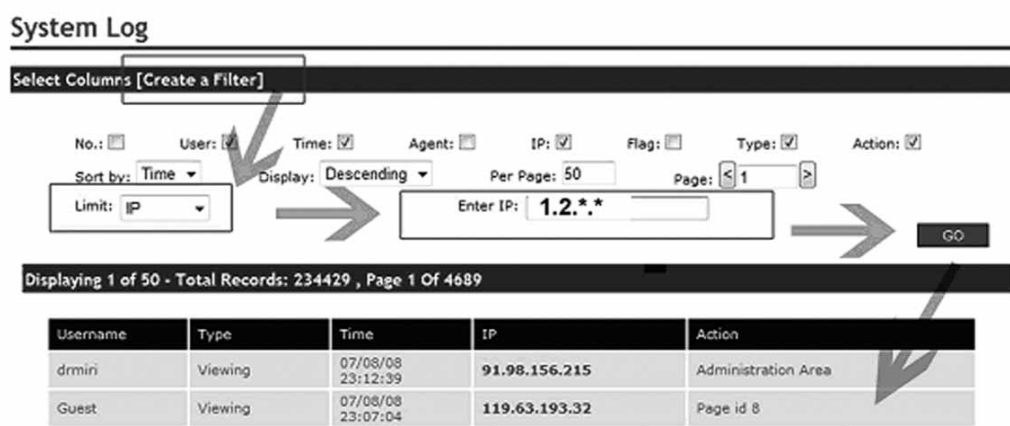 System Log
Select Columns [Create a Filter]
No.: User: Time: Agent: IP: Flag: Type: Action:
Sort by: Time Display: Descending Per Page: 50 Page: < 1 >
Limit: IP Enter IP: 1.2.*.*
GO
Displaying 1 of 50 - Total Records: 234429 , Page 1 Of 4689
Username Type Time IP Action
drmiri Viewing 07/08/08 23:12:39 91.98.156.215 Administration Area
Guest Viewing 07/08/08 23:07:04 119.63.193.32 Page id 8